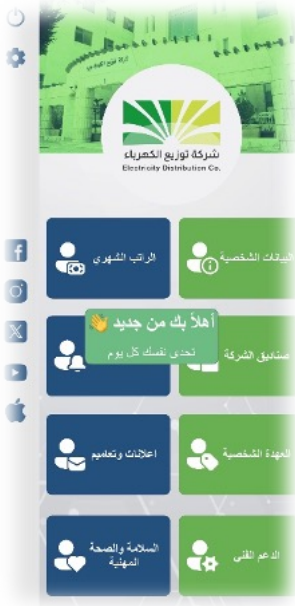 شركة توزيع الكهرباء
Electricity Distribution Co.
البيانات الشخصية
الراتب الشهري
أهلاً بك من جديد 👋
تحدى نفسك كل يوم
صناديق الشركة
العهدة الشخصية
اعلانات وتعاميم
الدعم الفني
السلامة والصحة
المهنية